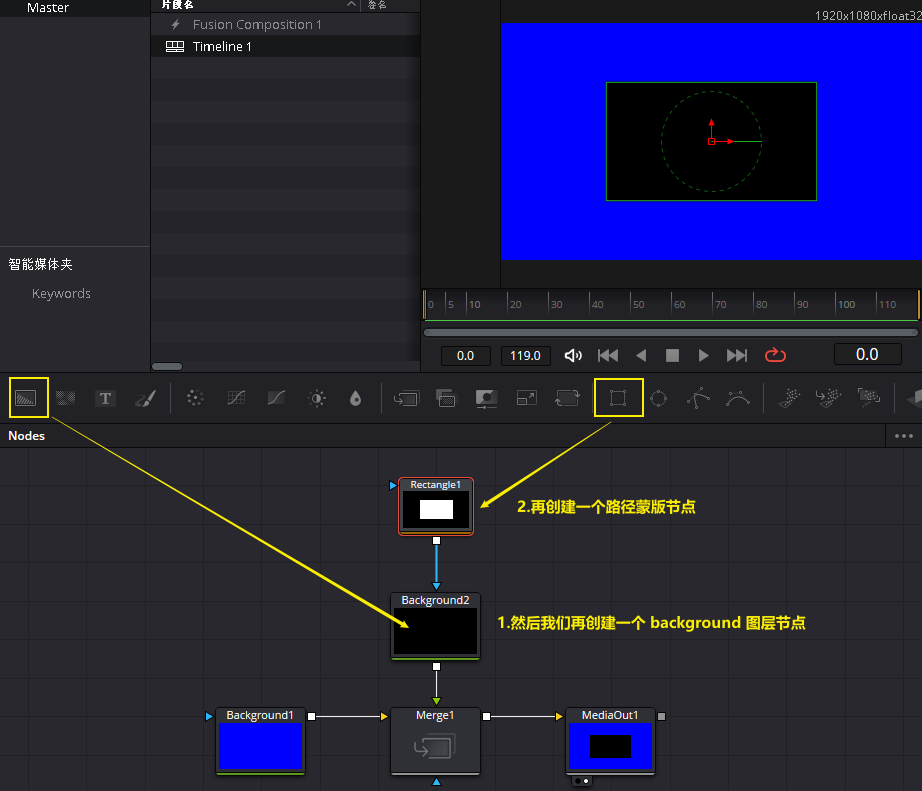 Master
片段名
卷名
Fusion Composition 1
Timeline 1
1920x1080xfloat32
智能媒体夹
Keywords
0 5 10 20 30 40 50 60 70 80 90 100 110
0.0 119.0 0.0
T
Nodes
Rectangle1
2.再创建一个路径蒙版节点
Background2
1.然后我们再创建一个 background 图层节点
Background1 Merge1 MediaOut1